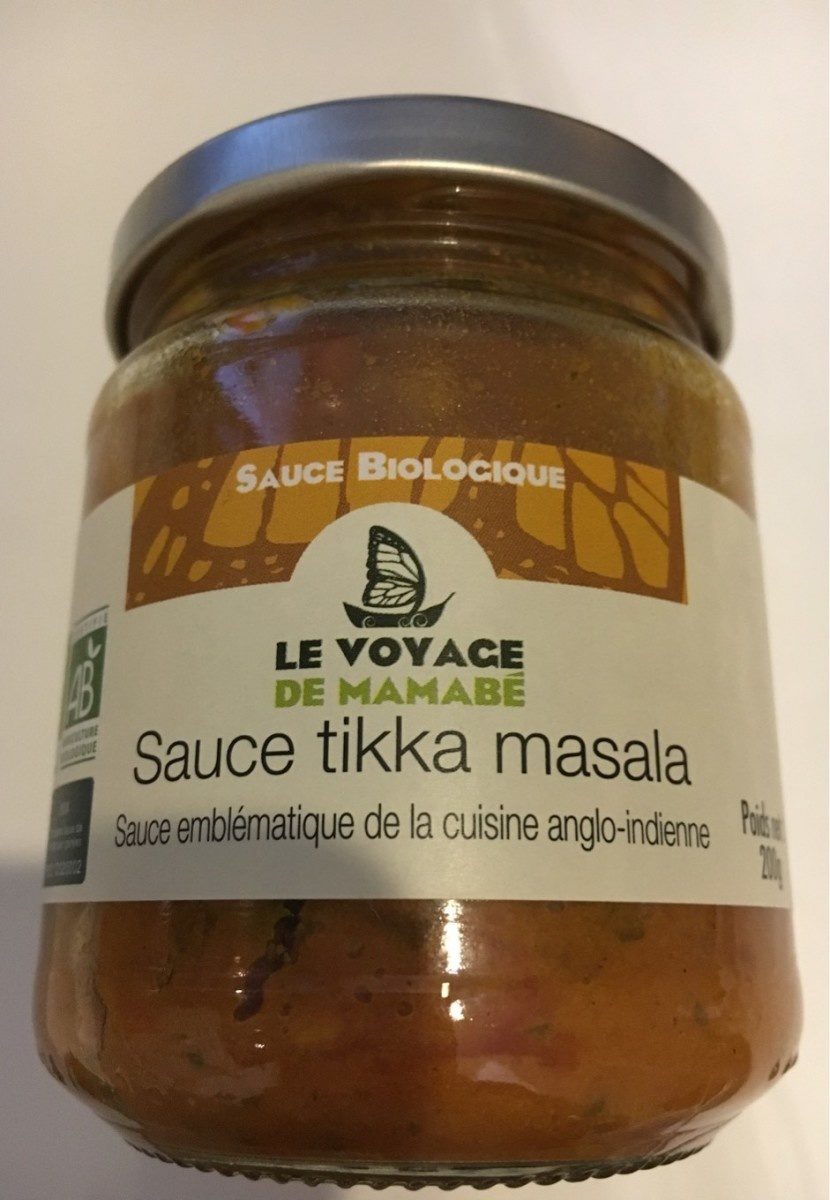 SAUCE BIOLOGIQUE
LE VOYAGE
DE MAMABÉ
Sauce tikka masala
Sauce emblématique de la cuisine anglo-indienne
Poids net
200g
AB